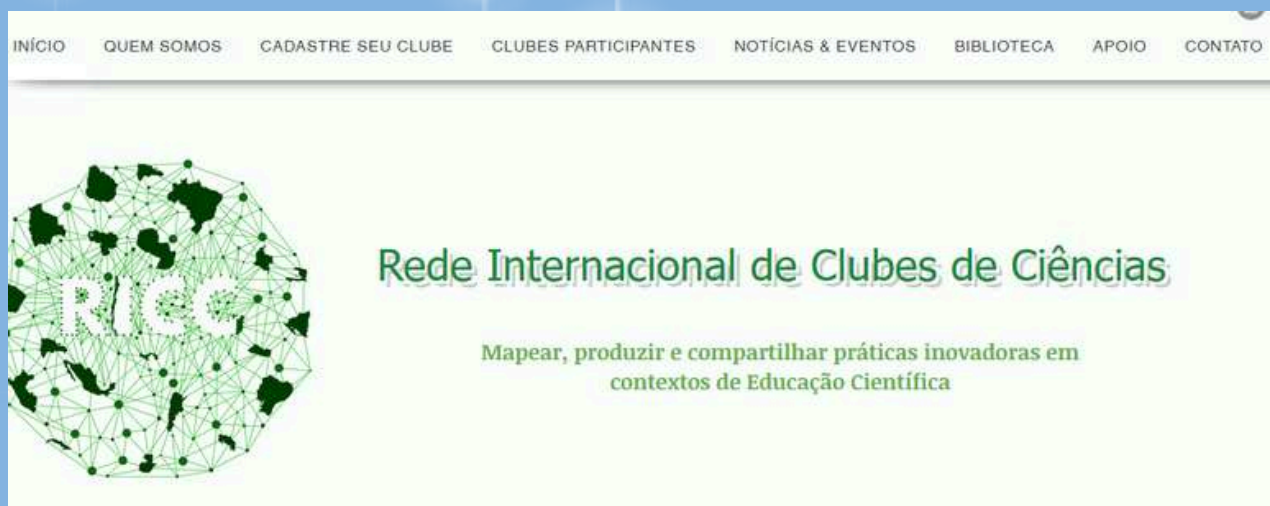 INÍCIO QUEM SOMOS CADASTRE SEU CLUBE CLUBES PARTICIPANTES NOTÍCIAS & EVENTOS BIBLIOTECA APOIO CONTATO
RICC
Rede Internacional de Clubes de Ciências
Mapear, produzir e compartilhar práticas inovadoras em
contextos de Educação Científica